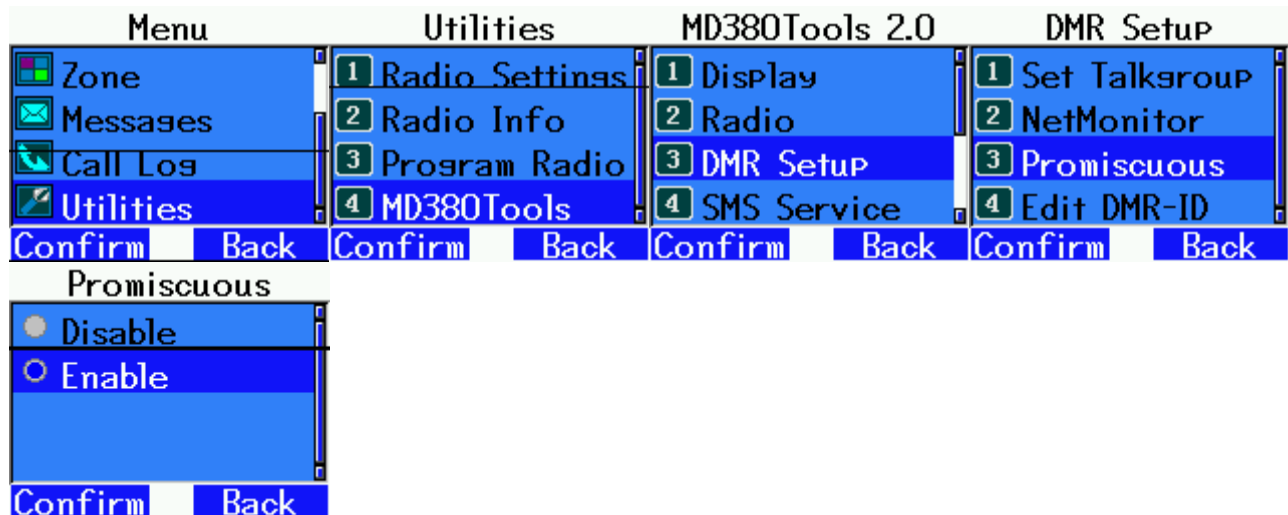 Menu
Zone
Messages
Call Log
Utilities
Confirm Back
Utilities
1 Radio Settings
2 Radio Info
3 Program Radio
4 MD380Tools
Confirm Back
MD380Tools 2.0
1 Display
2 Radio
3 DMR Setup
4 SMS Service
Confirm Back
DMR Setup
1 Set Talkgroup
2 NetMonitor
3 Promiscuous
4 Edit DMR-ID
Confirm Back
Promiscuous
Disable
Enable
Confirm Back